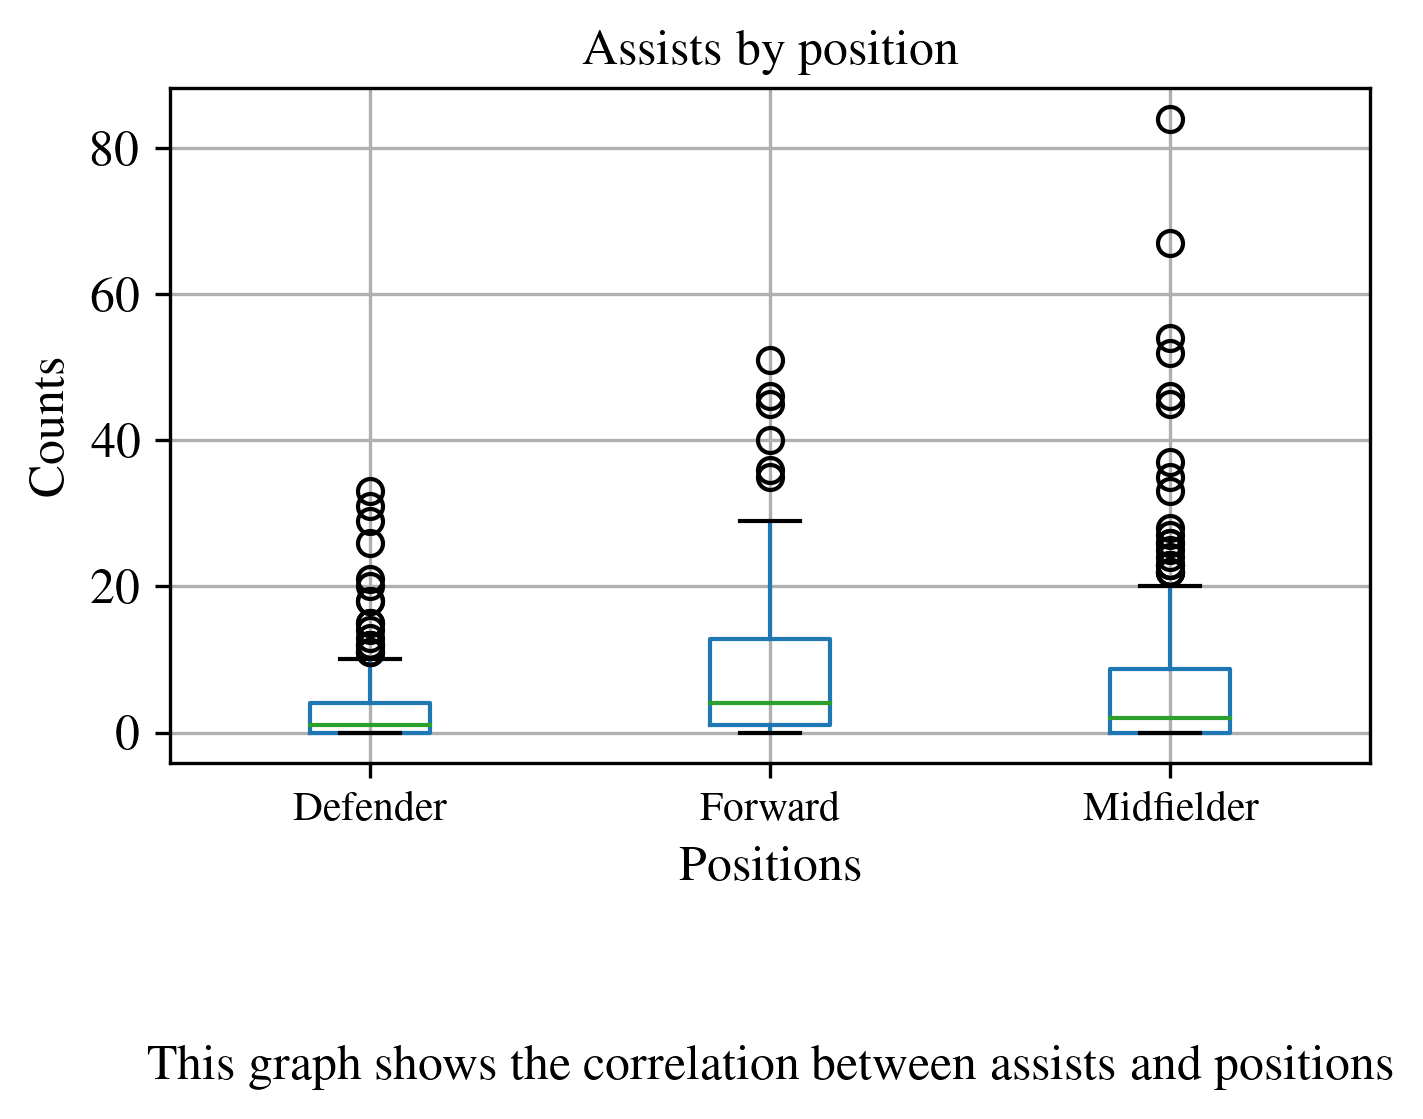 Assists by position
80
60
40
20
0
Counts
Defender
Forward
Midfielder
Positions
This graph shows the correlation between assists and positions